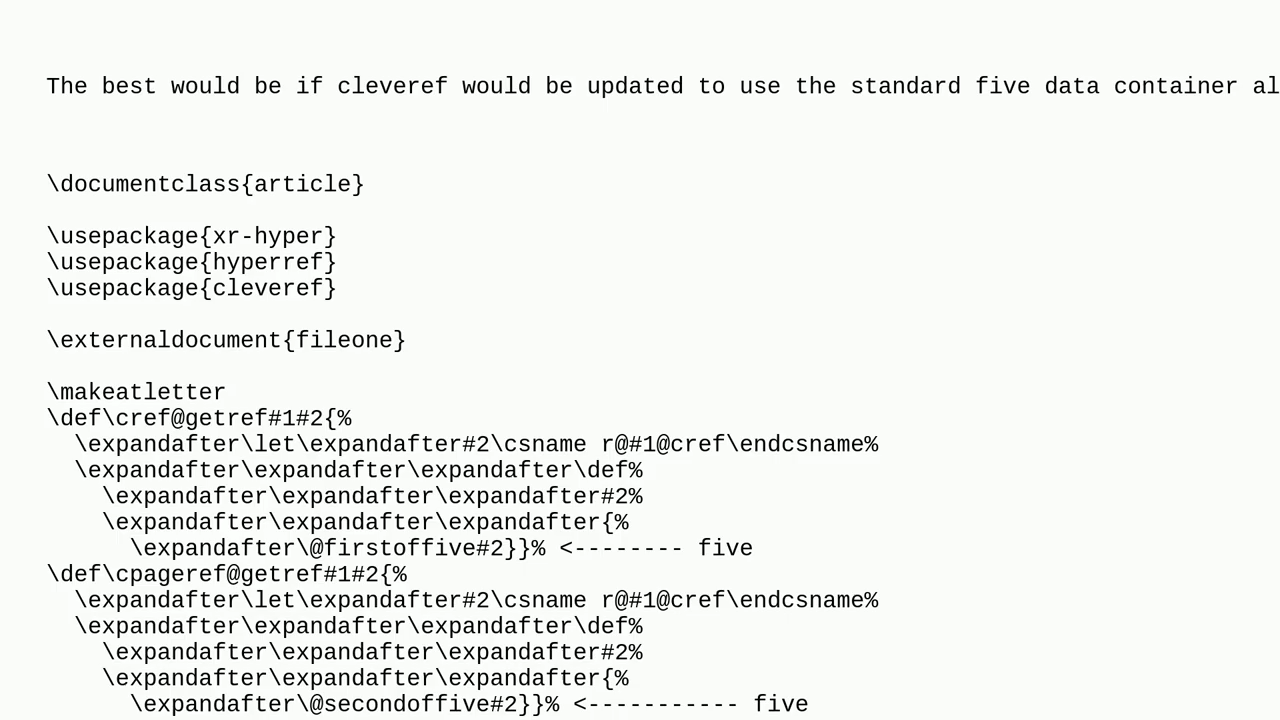 The best would be if cleveref would be updated to use the standard five data container
\documentclass{article}
\usepackage{xr-hyper}
\usepackage{hyperref}
\usepackage{cleveref}
\externaldocument{fileone}
\makeatletter
\def\cref@getref#1#2{%
  \expandafter\let\expandafter#2\csname r@#1@cref\endcsname%
  \expandafter\expandafter\expandafter\def%
    \expandafter\expandafter\expandafter#2%
    \expandafter\expandafter\expandafter{%
      \expandafter\@firstoffive#2}}% <-------- five
\def\cpageref@getref#1#2{%
  \expandafter\let\expandafter#2\csname r@#1@cref\endcsname%
  \expandafter\expandafter\expandafter\def%
    \expandafter\expandafter\expandafter#2%
    \expandafter\expandafter\expandafter{%
      \expandafter\@secondoffive#2}}% <----------- five